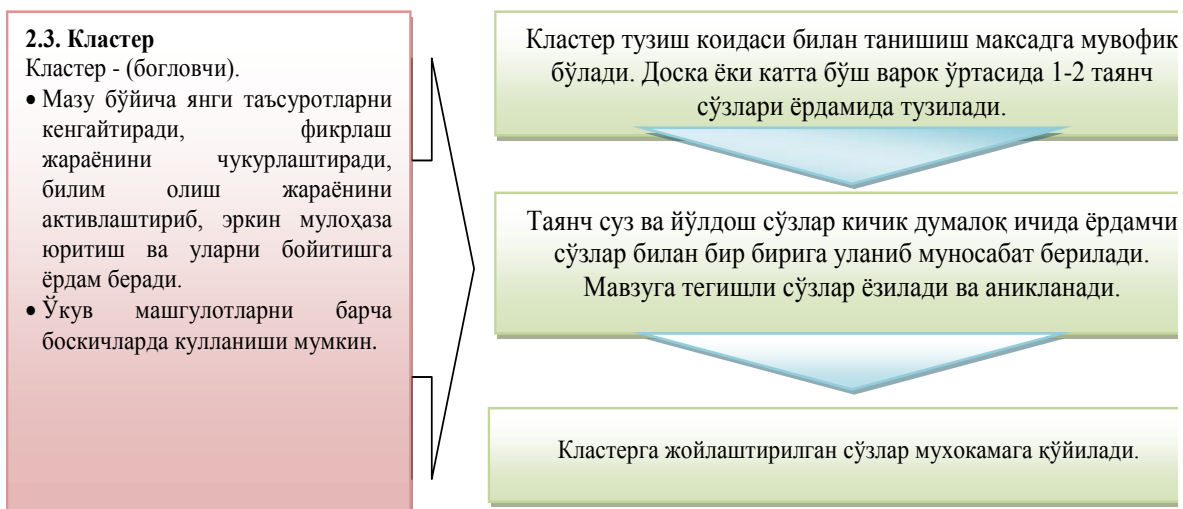 2.3. Кластер
Кластер - (богловчи).
• Мазу бўйича янги таъсуротларни
кенгайтиради, фикрлаш
жараёнини чукурлаштиради,
билим олиш жараёнини
активлаштириб, эркин мулоҳаза
юритиш ва уларни бойитишга
ёрдам беради.
• Ўкув машгулотларни барча
боскичларда кулланиши мумкин.
Кластер тузиш коидаси билан танишиш максадга мувофик
бўлади. Доска ёки катта бўш варок ўртасида 1-2 таянч
сўзлари ёрдамида тузилади.
Таянч суз ва йўлдош сўзлар кичик думалоқ ичида ёрдамчи
сўзлар билан бир бирига уланиб муносабат берилади.
Мавзуга тегишли сўзлар ёзилади ва аникланади.
Кластерга жойлаштирилган сўзлар мухокамага қўйилади.